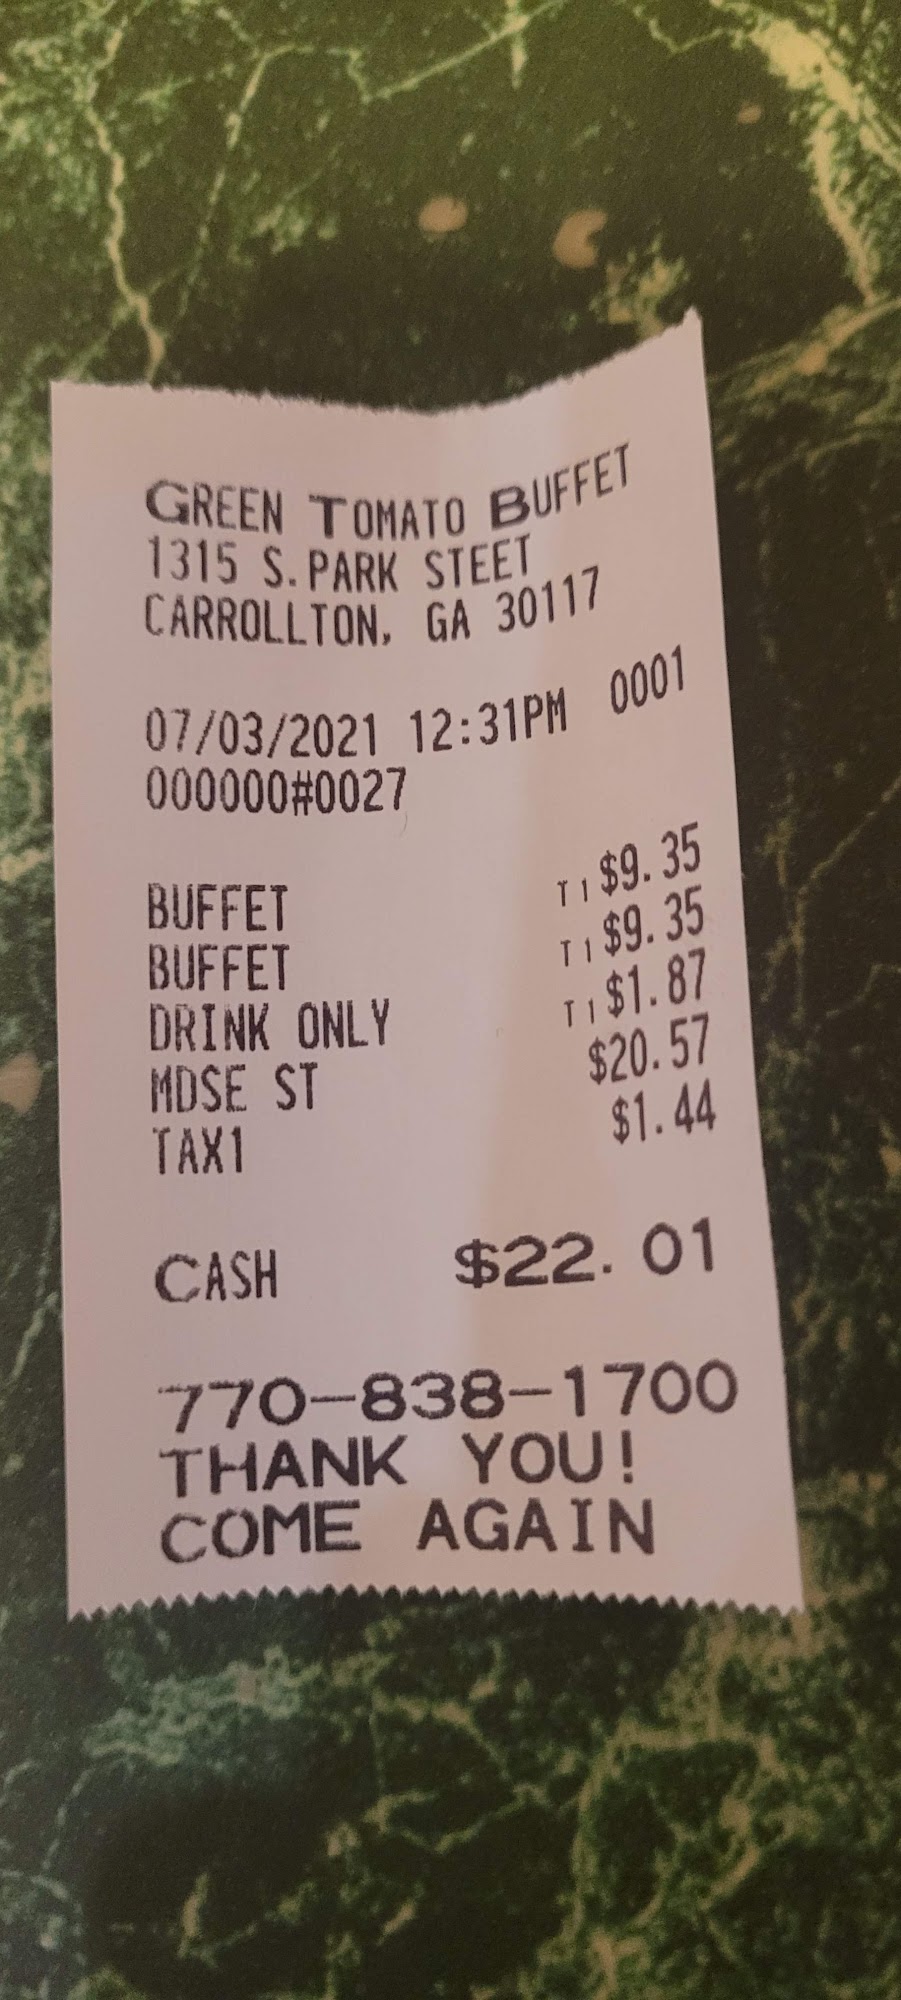 GREEN TOMATO BUFFET
1315 S. PARK STEET
CARROLLTON, GA 30117
07/03/2021 12:31PM 0001
000000#0027
BUFFET T1 $9.35
BUFFET T1 $9.35
DRINK ONLY T1 $1.87
MDSE ST $20.57
TAX1 $1.44
CASH $22.01
770-838-1700
THANK YOU!
COME AGAIN